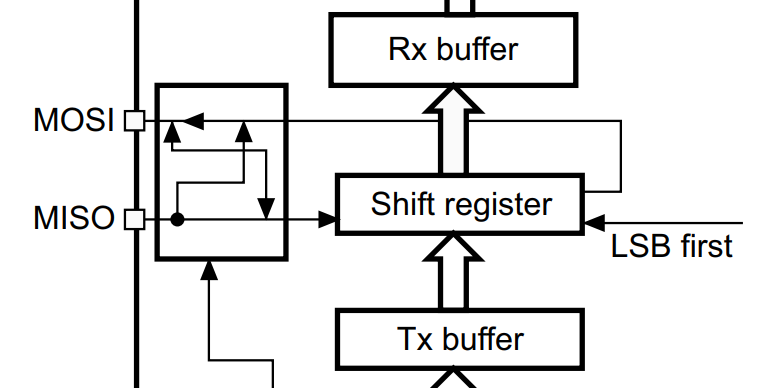 Rx buffer
MOSI
MISO
Shift register
LSB first
Tx buffer